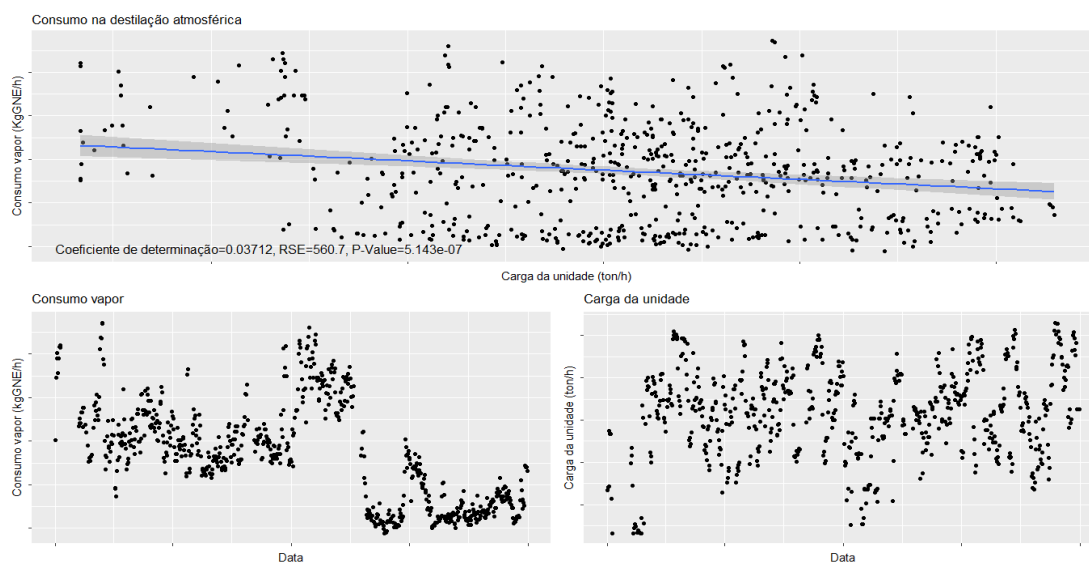 Consumo na destilação atmosférica
Consumo vapor (KgGNE/h)
Coeficiente de determinação=0.03712, RSE=560.7, P-Value=5.143e-07
Carga da unidade (ton/h)
Consumo vapor
Consumo vapor (kgGNE/h)
Data
Carga da unidade
Carga da unidade (ton/h)
Data